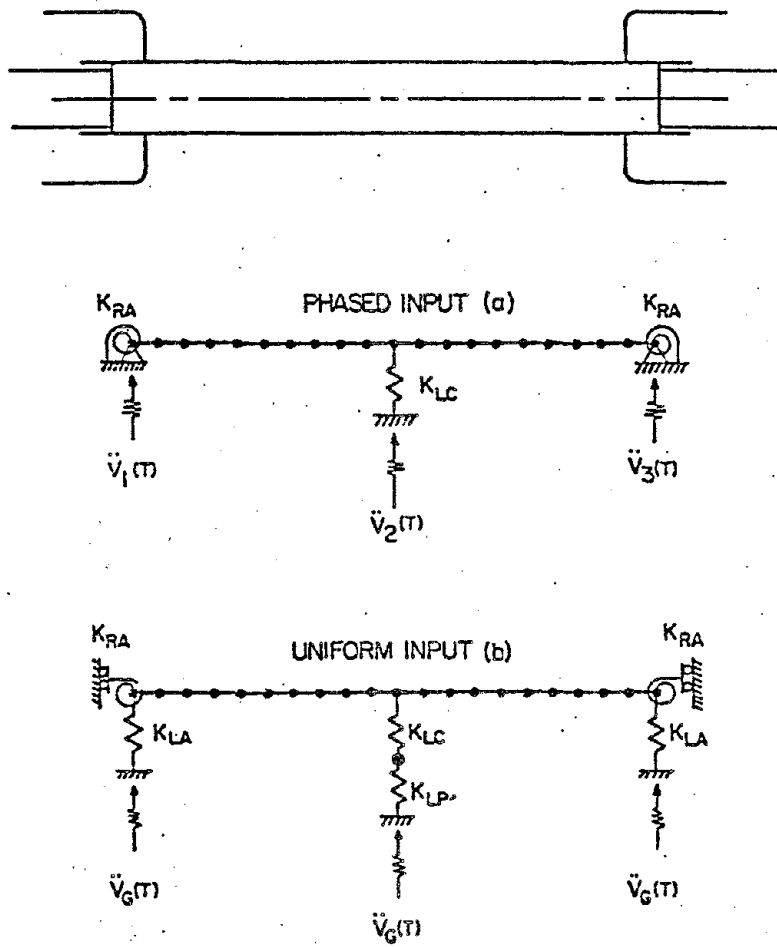 PHASED INPUT (a)
K_RA
K_RA
K_LC
V̈_1(T)
V̈_2(T)
V̈_3(T)
UNIFORM INPUT (b)
K_RA
K_RA
K_LA
K_LC
K_LP
K_LA
V̈_G(T)
V̈_G(T)
V̈_G(T)